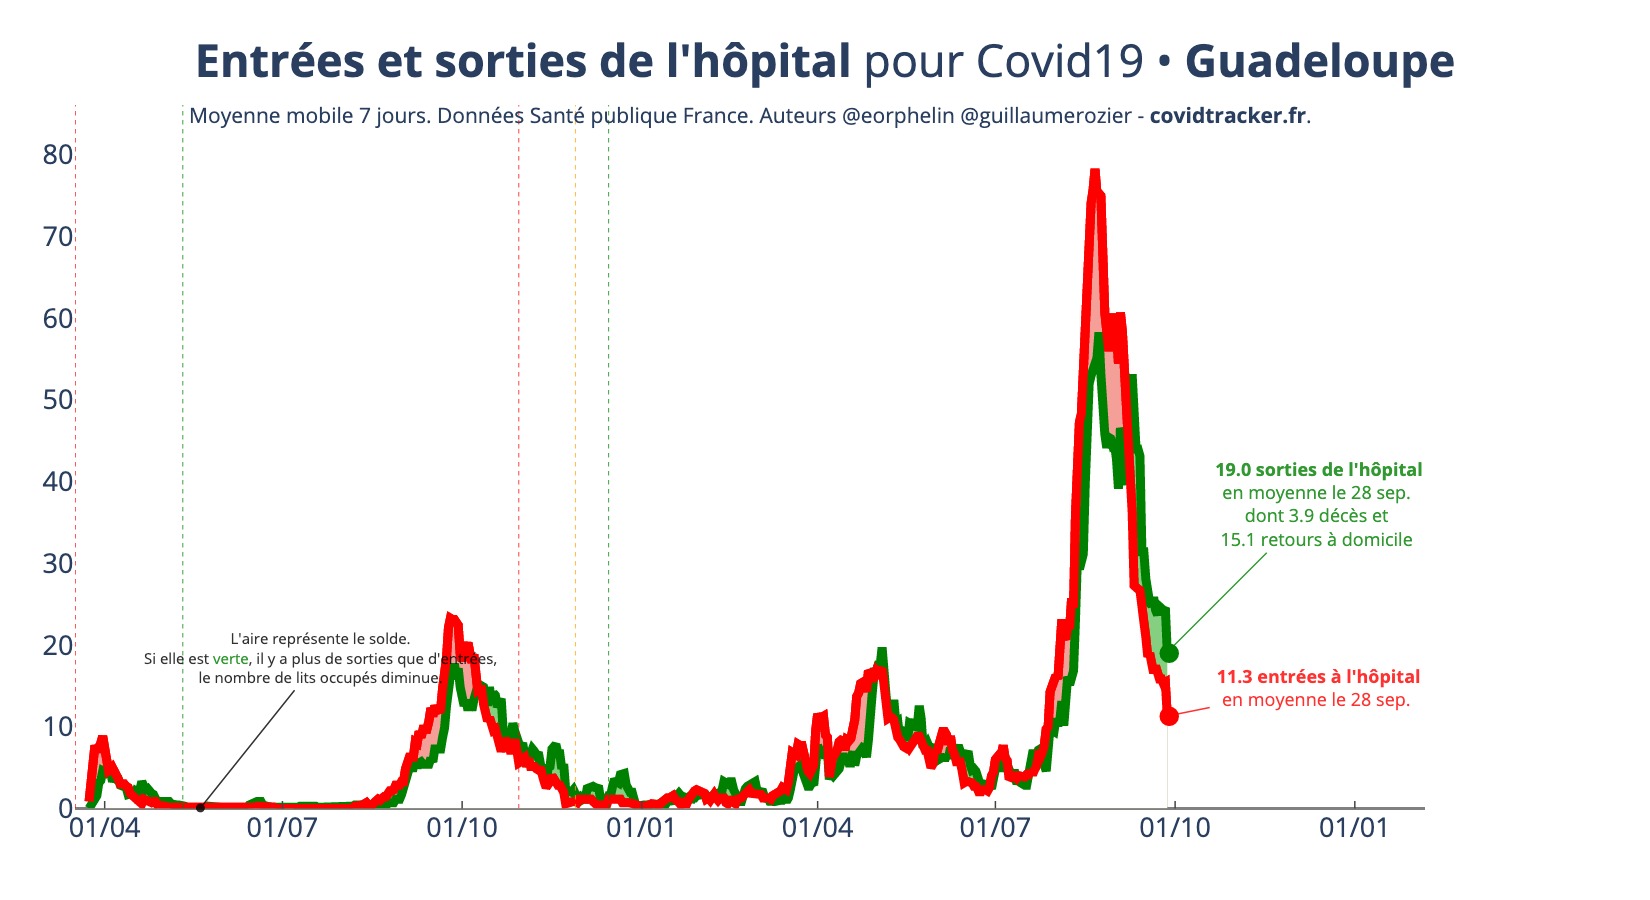 Entrées et sorties de l'hôpital pour Covid19 • Guadeloupe
Moyenne mobile 7 jours. Données Santé publique France. Auteurs @eorphelin @guillaumerozier - covidtracker.fr.
80
70
60
50
40
30
20
10
0
19.0 sorties de l'hôpital
en moyenne le 28 sep.
dont 3.9 décès et
15.1 retours à domicile
L'aire représente le solde.
Si elle est verte, il y a plus de sorties que d'entrées,
le nombre de lits occupés diminue.
11.3 entrées à l'hôpital
en moyenne le 28 sep.
01/04 01/07 01/10 01/01 01/04 01/07 01/10 01/01